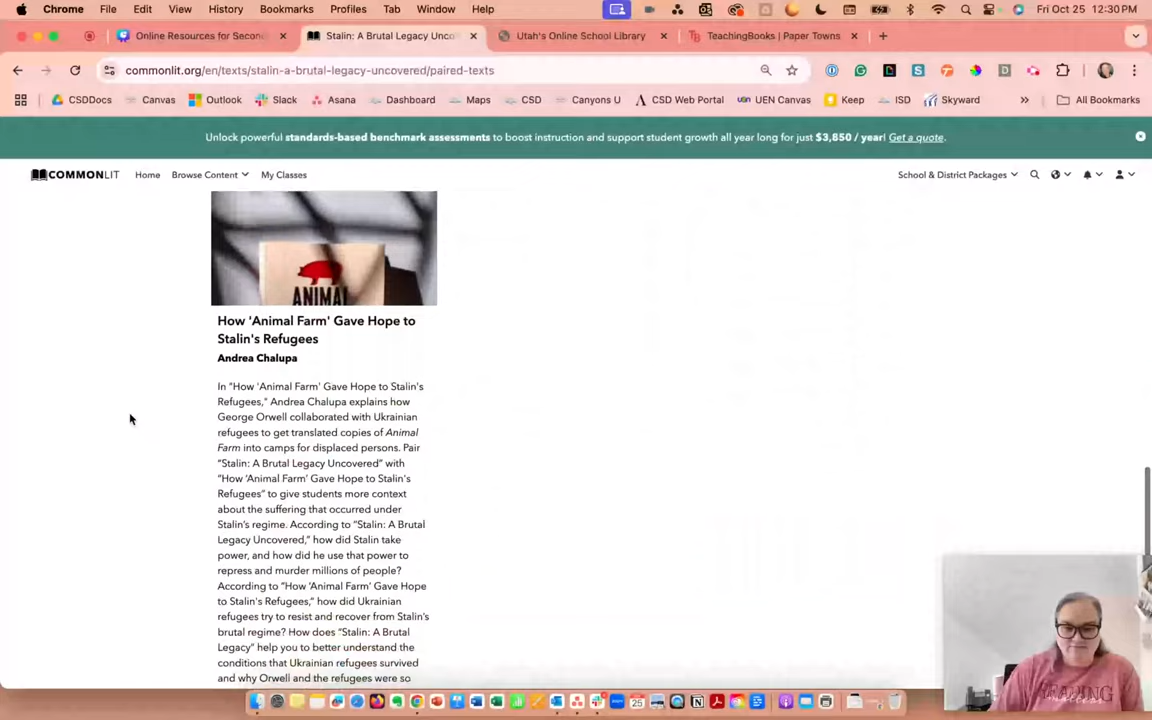 Chrome File Edit View History Bookmarks Profiles Tab Window Help Fri Oct 25 12:30 PM
Online Resources for Secon Stalin: A Brutal Legacy Unco Utah's Online School Library TeachingBooks | Paper Towns
commonlit.org/en/texts/stalin-a-brutal-legacy-uncovered/paired-texts
CSDDocs Canvas Outlook Slack Asana Dashboard Maps CSD Canyons U CSD Web Portal UEN Canvas Keep ISD Skyward » All Bookmarks
Unlock powerful standards-based benchmark assessments to boost instruction and support student growth all year long for just $3,850 / year! Get a quote.
COMMONLIT Home Browse Content My Classes School & District Packages
ANIMAL
How 'Animal Farm' Gave Hope to
Stalin's Refugees
Andrea Chalupa
In "How 'Animal Farm' Gave Hope to Stalin's
Refugees," Andrea Chalupa explains how
George Orwell collaborated with Ukrainian
refugees to get translated copies of Animal
Farm into camps for displaced persons. Pair
"Stalin: A Brutal Legacy Uncovered" with
"How 'Animal Farm' Gave Hope to Stalin's
Refugees" to give students more context
about the suffering that occurred under
Stalin's regime. According to "Stalin: A Brutal
Legacy Uncovered," how did Stalin take
power, and how did he use that power to
repress and murder millions of people?
According to "How 'Animal Farm' Gave Hope
to Stalin's Refugees," how did Ukrainian
refugees try to resist and recover from Stalin's
brutal regime? How does "Stalin: A Brutal
Legacy" help you to better understand the
conditions that Ukrainian refugees survived
and why Orwell and the refugees were so